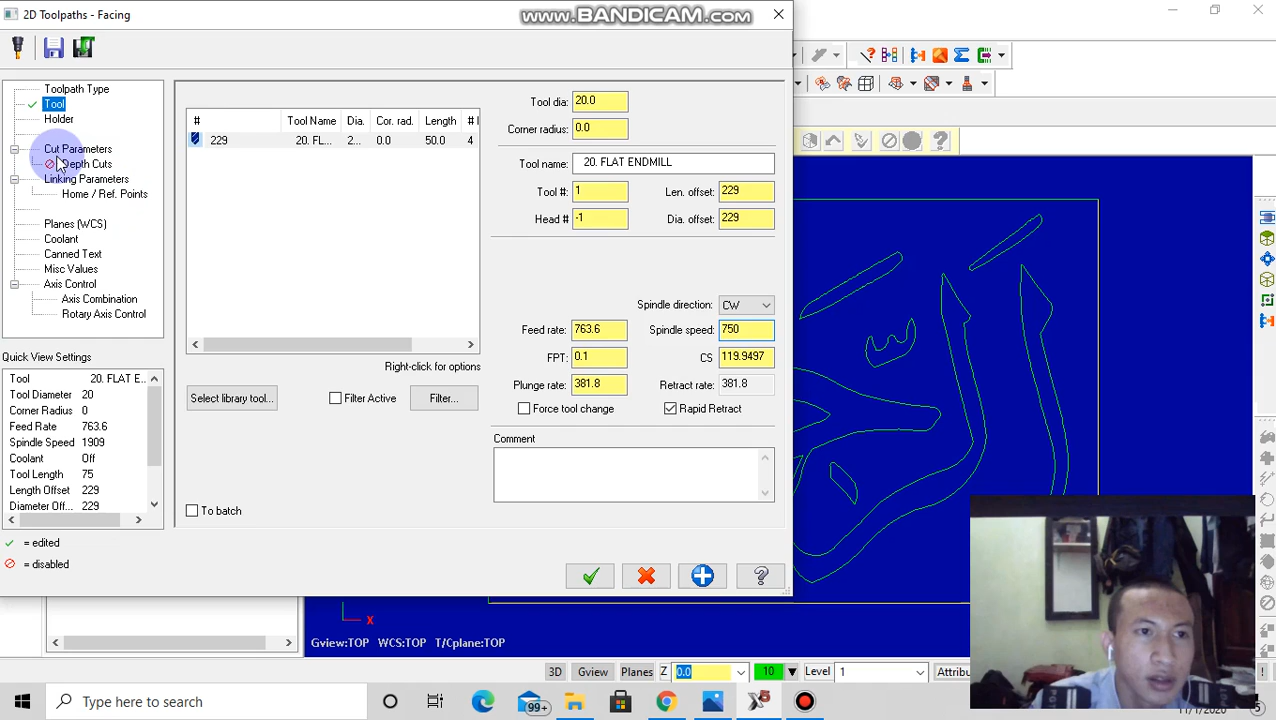 2D Toolpaths - Facing
www.BANDICAM.com
Toolpath Type
Tool
Holder
Cut Parameters
Depth Cuts
Linking Parameters
Home / Ref. Points
Planes (WCS)
Coolant
Canned Text
Misc Values
Axis Control
Axis Combination
Rotary Axis Control
# Tool Name Dia. Cor. rad. Length # I
229 20. FL... 2... 0.0 50.0 4
Right-click for options
Select library tool...
Filter Active
Filter...
To batch
Tool dia: 20.0
Corner radius: 0.0
Tool name: 20. FLAT ENDMILL
Tool #: 1 Len. offset: 229
Head # -1 Dia. offset: 229
Spindle direction: CW
Feed rate: 763.6 Spindle speed: 750
FPT: 0.1 CS 119.9497
Plunge rate: 381.8 Retract rate: 381.8
Force tool change Rapid Retract
Comment
Quick View Settings
Tool 20. FLAT E...
Tool Diameter 20
Corner Radius 0
Feed Rate 763.6
Spindle Speed 1909
Coolant Off
Tool Length 75
Length Offset 229
Diameter Off... 229
= edited
= disabled
X
Gview:TOP WCS:TOP T/Cplane:TOP
3D Gview Planes Z 0.0 10 Level 1 Attribu
Type here to search
99+
11/1/2020